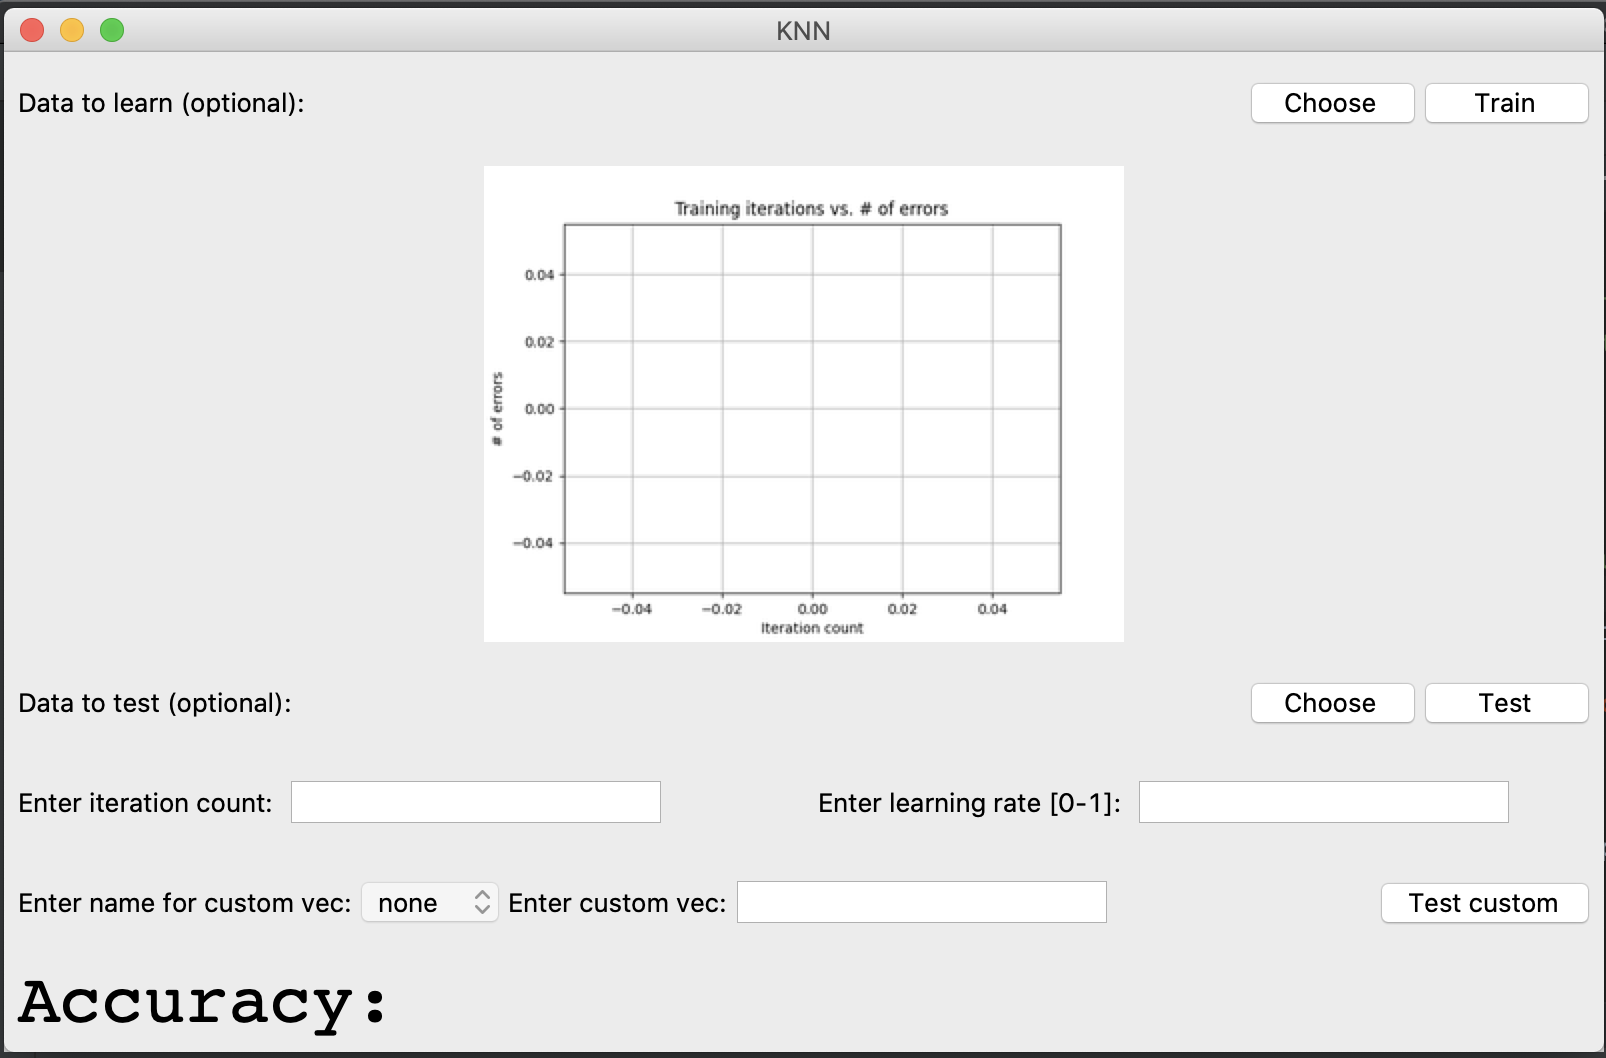 KNN
Data to learn (optional): Choose Train
Training iterations vs. # of errors
0.04
0.02
0.00
−0.02
−0.04
# of errors
−0.04 −0.02 0.00 0.02 0.04
Iteration count
Data to test (optional): Choose Test
Enter iteration count: Enter learning rate [0-1]:
Enter name for custom vec: none Enter custom vec: Test custom
Accuracy: